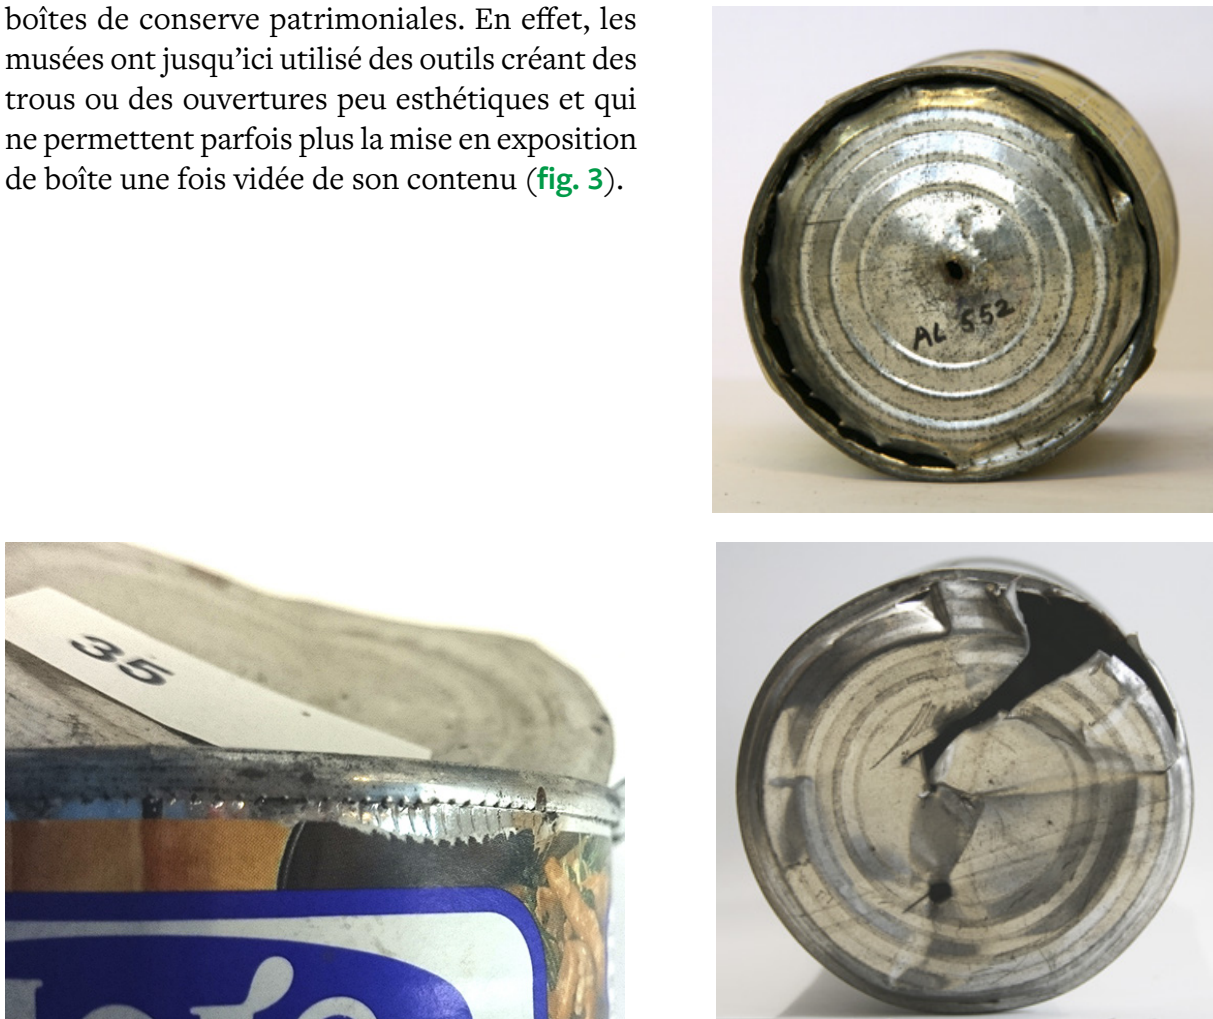 boîtes de conserve patrimoniales. En effet, les
musées ont jusqu’ici utilisé des outils créant des
trous ou des ouvertures peu esthétiques et qui
ne permettent parfois plus la mise en exposition
de boîte une fois vidée de son contenu (fig. 3).
AL 552
35